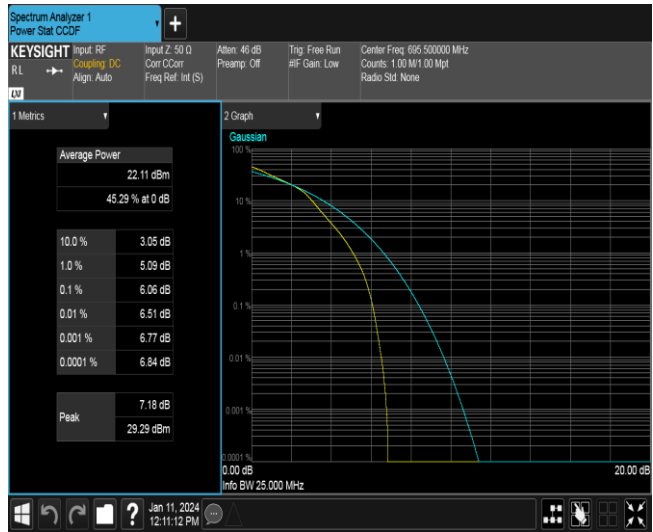 Spectrum Analyzer 1
Power Stat CCDF
+
KEYSIGHT
RL
LXI
Input: RF
Coupling: DC
Align: Auto
Input Z: 50 Ω
Corr CCorr
Freq Ref: Int (S)
Atten: 46 dB
Preamp: Off
Trig: Free Run
#IF Gain: Low
Center Freq: 695.500000 MHz
Counts: 1.00 M/1.00 Mpt
Radio Std: None
1 Metrics
Average Power
22.11 dBm
45.29 % at 0 dB
10.0 % 3.05 dB
1.0 % 5.09 dB
0.1 % 6.06 dB
0.01 % 6.51 dB
0.001 % 6.77 dB
0.0001 % 6.84 dB
Peak
7.18 dB
29.29 dBm
2 Graph
Gaussian
100 %
10 %
1 %
0.1 %
0.01 %
0.001 %
0.0001 %
0.00 dB 20.00 dB
Info BW 25.000 MHz
?
Jan 11, 2024
12:11:12 PM